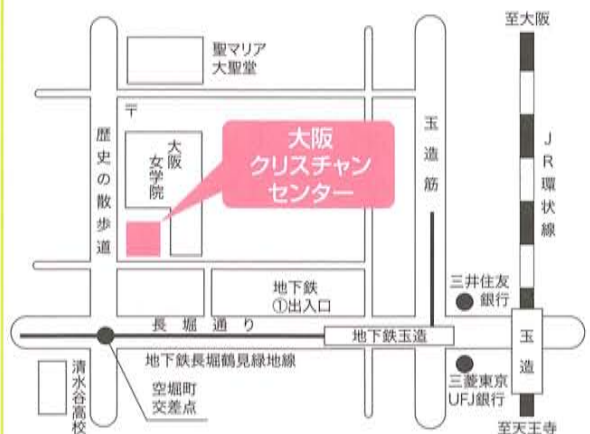 至大阪
聖マリア
大聖堂
〒
大阪
クリスチャン
センター
大阪
女学院
歴史の散歩道
玉造筋
JR環状線
地下鉄
①出入口
三井住友
銀行
長堀通り
地下鉄玉造
玉造
地下鉄長堀鶴見緑地線
清水谷高校
空堀町
交差点
三菱東京
UFJ銀行
至天王寺